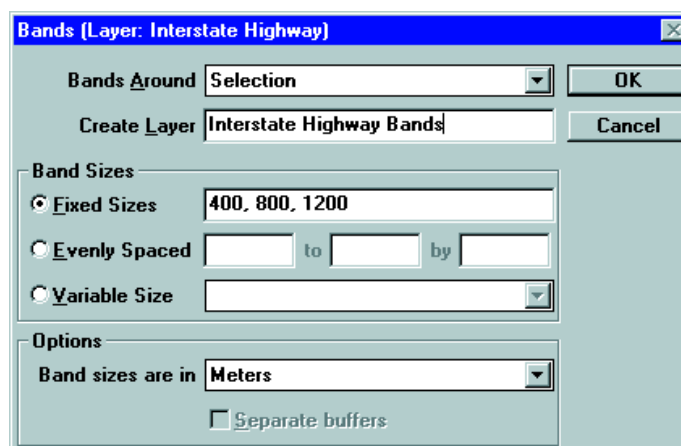 Bands (Layer: Interstate Highway)
Bands Around Selection OK
Create Layer Interstate Highway Bands Cancel
Band Sizes
Fixed Sizes 400, 800, 1200
Evenly Spaced to by
Variable Size
Options
Band sizes are in Meters
Separate buffers